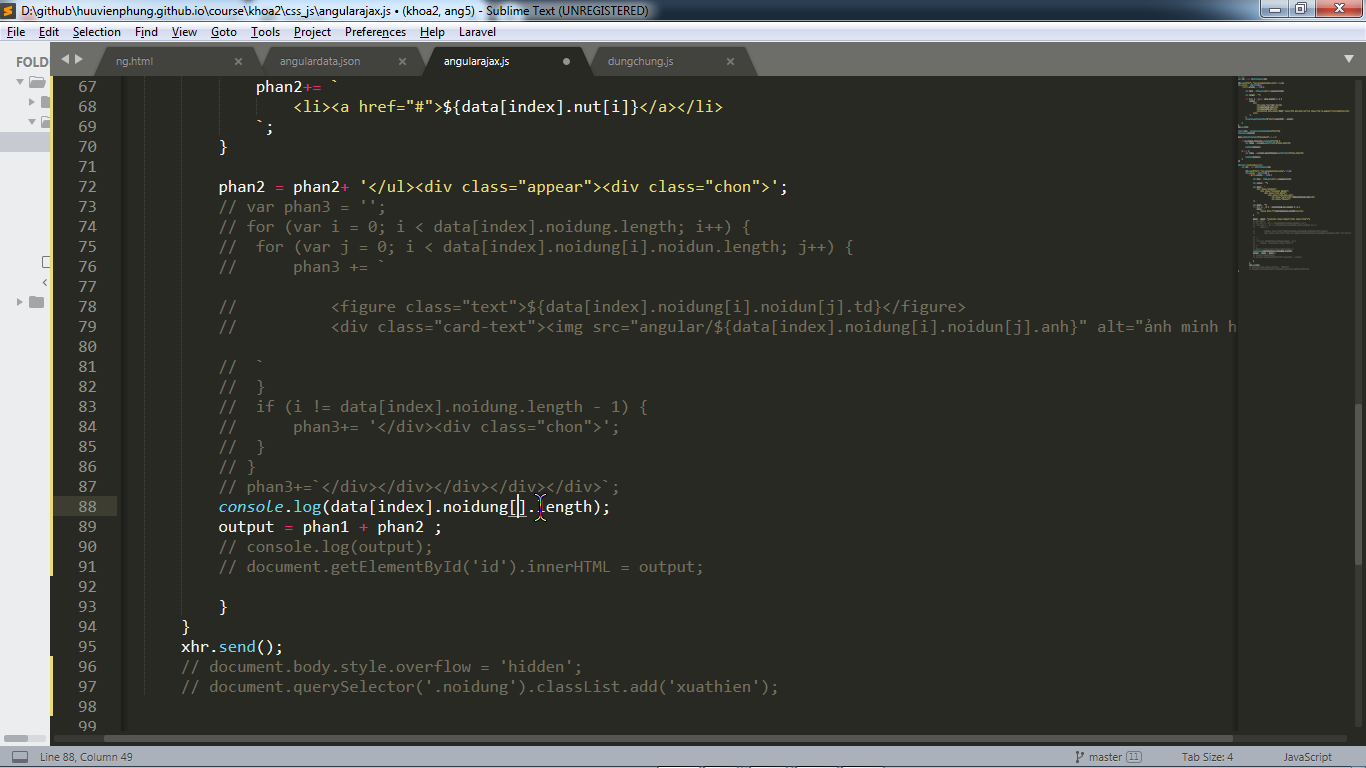 D:\github\huuvienphung.github.io\course\khoa2\css_js\angularajax.js • (khoa2, ang5) - Sublime Text (UNREGISTERED)
File Edit Selection Find View Goto Tools Project Preferences Help Laravel
FOLD
ng.html angulardata.json angularajax.js dungchung.js
67 phan2+= `
68 <li><a href="#">${data[index].nut[i]}</a></li>
69 `;
70 }
71
72 phan2 = phan2+ '</ul><div class="appear"><div class="chon">';
73 // var phan3 = '';
74 // for (var i = 0; i < data[index].noidung.length; i++) {
75 // for (var j = 0; i < data[index].noidung[i].noidun.length; j++) {
76 // phan3 += `
77
78 // <figure class="text">${data[index].noidung[i].noidun[j].td}</figure>
79 // <div class="card-text"><img src="angular/${data[index].noidung[i].noidun[j].anh}" alt="ảnh minh h
80
81 // `
82 // }
83 // if (i != data[index].noidung.length - 1) {
84 // phan3+= '</div><div class="chon">';
85 // }
86 // }
87 // phan3+=`</div></div></div></div></div>`;
88 console.log(data[index].noidung[]..length);
89 output = phan1 + phan2 ;
90 // console.log(output);
91 // document.getElementById('id').innerHTML = output;
92
93 }
94 }
95 xhr.send();
96 // document.body.style.overflow = 'hidden';
97 // document.querySelector('.noidung').classList.add('xuathien');
98
99
Line 88, Column 49 master 11 Tab Size: 4 JavaScript